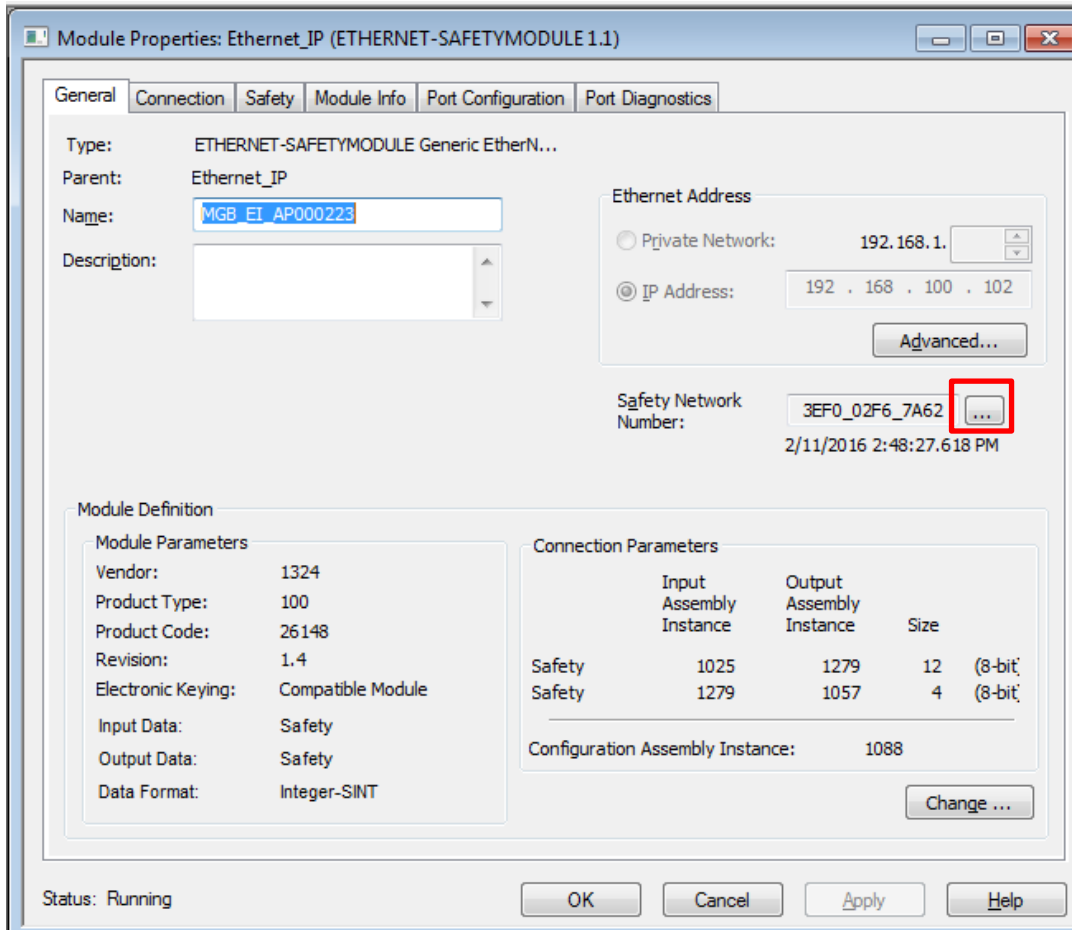 Module Properties: Ethernet_IP (ETHERNET-SAFETYMODULE 1.1)
General Connection Safety Module Info Port Configuration Port Diagnostics
Type: ETHERNET-SAFETYMODULE Generic EtherN...
Parent: Ethernet_IP
Name: MGB_EI_AP000223
Description:
Ethernet Address
Private Network: 192.168.1.
IP Address: 192 . 168 . 100 . 102
Advanced...
Safety Network
Number:
3EF0_02F6_7A62 ...
2/11/2016 2:48:27.618 PM
Module Definition
Module Parameters
Vendor: 1324
Product Type: 100
Product Code: 26148
Revision: 1.4
Electronic Keying: Compatible Module
Input Data: Safety
Output Data: Safety
Data Format: Integer-SINT
Connection Parameters
Input Output
Assembly Assembly
Instance Instance Size
Safety 1025 1279 12 (8-bit
Safety 1279 1057 4 (8-bit
Configuration Assembly Instance: 1088
Change ...
Status: Running
OK Cancel Apply Help